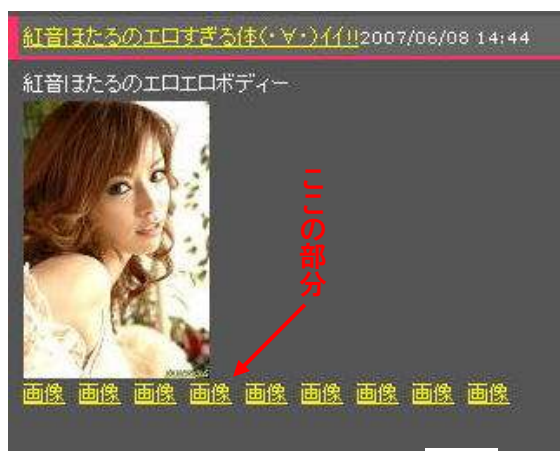 紅音ほたるのエロすぎる体(・∀・)イイ!!2007/06/08 14:44
紅音ほたるのエロエロボディー
ここの部分
画像 画像 画像 画像 画像 画像 画像 画像 画像